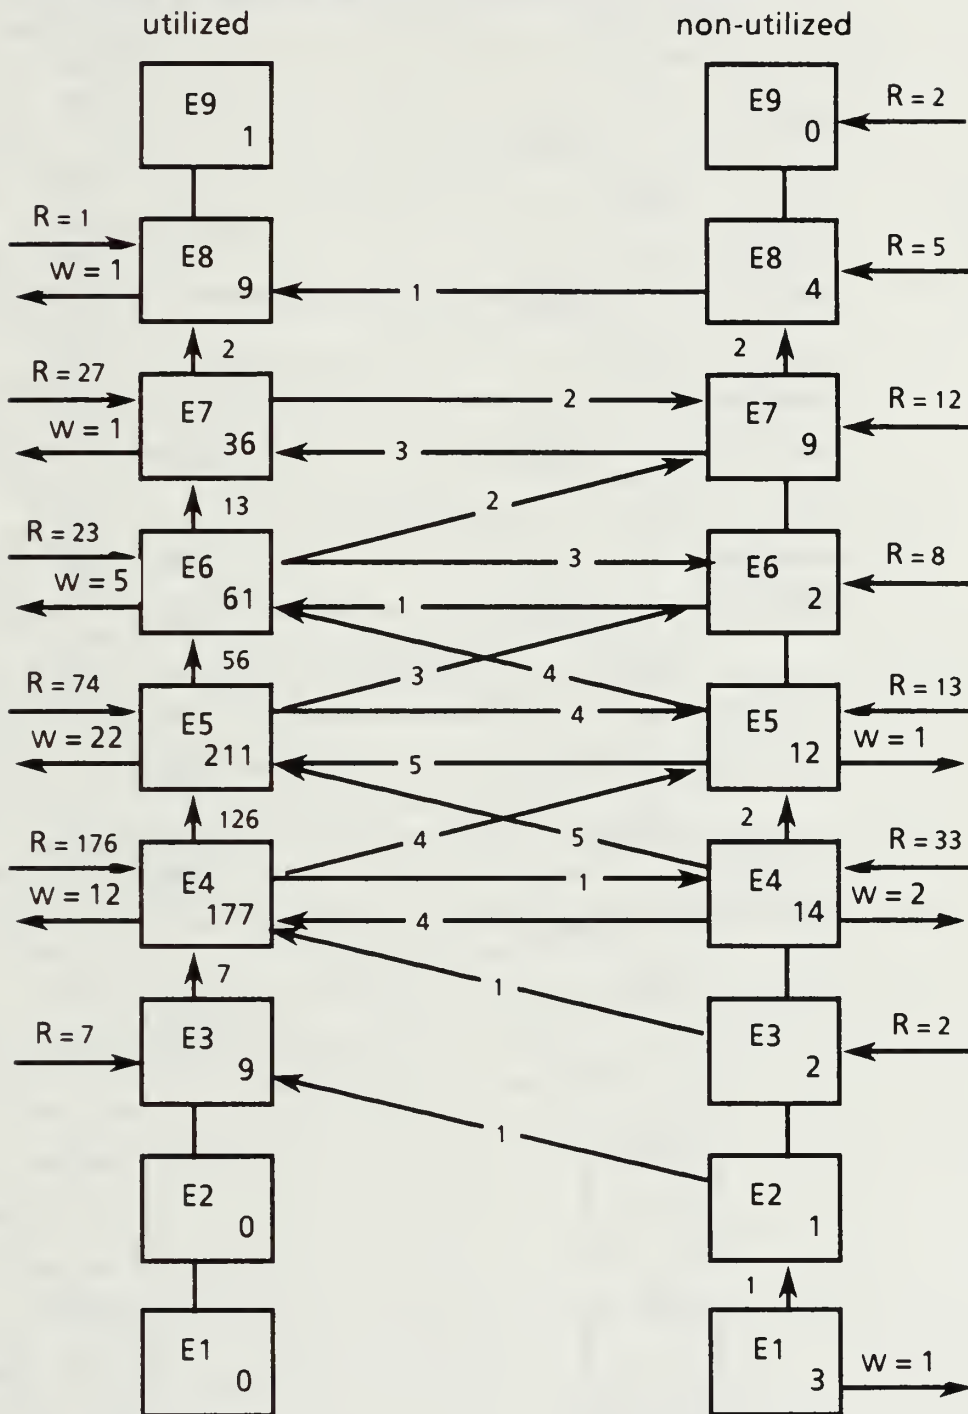 utilized non-utilized
E9 1
E9 0
R = 2
R = 1
W = 1
E8 9
1
E8 4
R = 5
2
2
R = 27
W = 1
E7 36
2
3
E7 9
R = 12
13
2
R = 23
W = 5
E6 61
3
1
E6 2
R = 8
56
3
4
R = 74
W = 22
E5 211
4
5
E5 12
R = 13
W = 1
126
4
5
2
R = 176
W = 12
E4 177
1
4
E4 14
R = 33
W = 2
7
1
R = 7
E3 9
E3 2
R = 2
1
E2 0
E2 1
1
E1 0
E1 3
W = 1